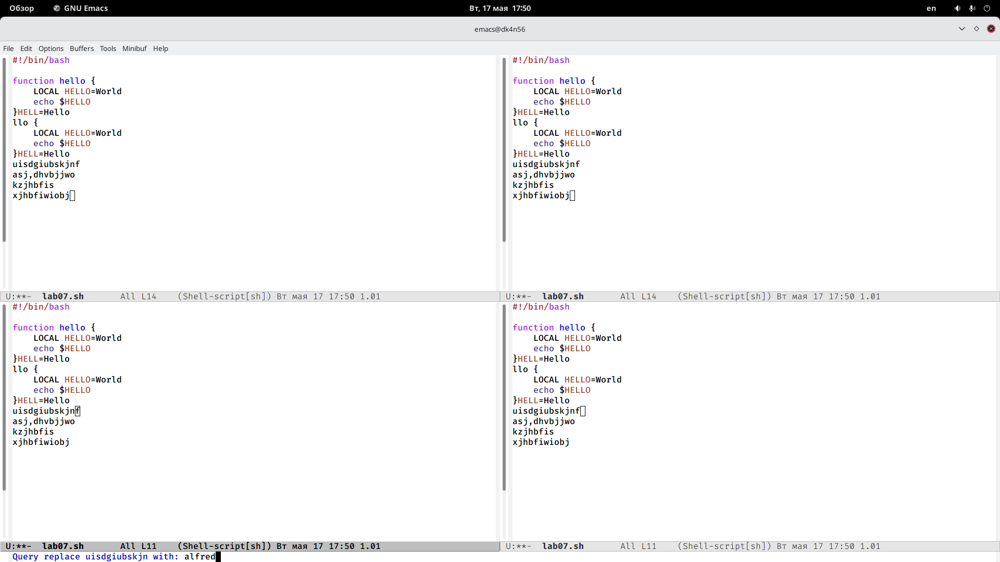 Обзор GNU Emacs Вт, 17 мая 17:50 en
emacs@dk4n56
File Edit Options Buffers Tools Minibuf Help
#!/bin/bash
function hello {
    LOCAL HELLO=World
    echo $HELLO
}HELL=Hello
llo {
    LOCAL HELLO=World
    echo $HELLO
}HELL=Hello
uisdgiubskjnf
asj,dhvbjjwo
kzjhbfis
xjhbfiwiobj
U:**-  lab07.sh       All L14    (Shell-script[sh]) Вт мая 17 17:50 1.01
#!/bin/bash
function hello {
    LOCAL HELLO=World
    echo $HELLO
}HELL=Hello
llo {
    LOCAL HELLO=World
    echo $HELLO
}HELL=Hello
uisdgiubskjnf
asj,dhvbjjwo
kzjhbfis
xjhbfiwiobj
U:**-  lab07.sh       All L14    (Shell-script[sh]) Вт мая 17 17:50 1.01
#!/bin/bash
function hello {
    LOCAL HELLO=World
    echo $HELLO
}HELL=Hello
llo {
    LOCAL HELLO=World
    echo $HELLO
}HELL=Hello
uisdgiubskjnf
asj,dhvbjjwo
kzjhbfis
xjhbfiwiobj
U:**-  lab07.sh       All L11    (Shell-script[sh]) Вт мая 17 17:50 1.01
#!/bin/bash
function hello {
    LOCAL HELLO=World
    echo $HELLO
}HELL=Hello
llo {
    LOCAL HELLO=World
    echo $HELLO
}HELL=Hello
uisdgiubskjnf
asj,dhvbjjwo
kzjhbfis
xjhbfiwiobj
U:**-  lab07.sh       All L11    (Shell-script[sh]) Вт мая 17 17:50 1.01
Query replace uisdgiubskjn with: alfred